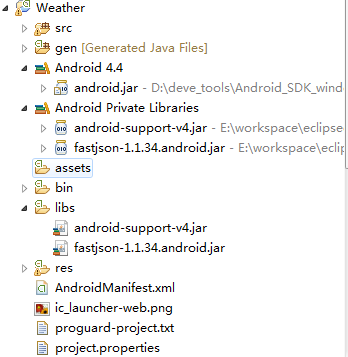 Weather
src
gen [Generated Java Files]
Android 4.4
android.jar - D:\deve_tools\Android_SDK_wind
Android Private Libraries
android-support-v4.jar - E:\workspace\eclipse
fastjson-1.1.34.android.jar - E:\workspace\ecli
assets
bin
libs
android-support-v4.jar
fastjson-1.1.34.android.jar
res
AndroidManifest.xml
ic_launcher-web.png
proguard-project.txt
project.properties